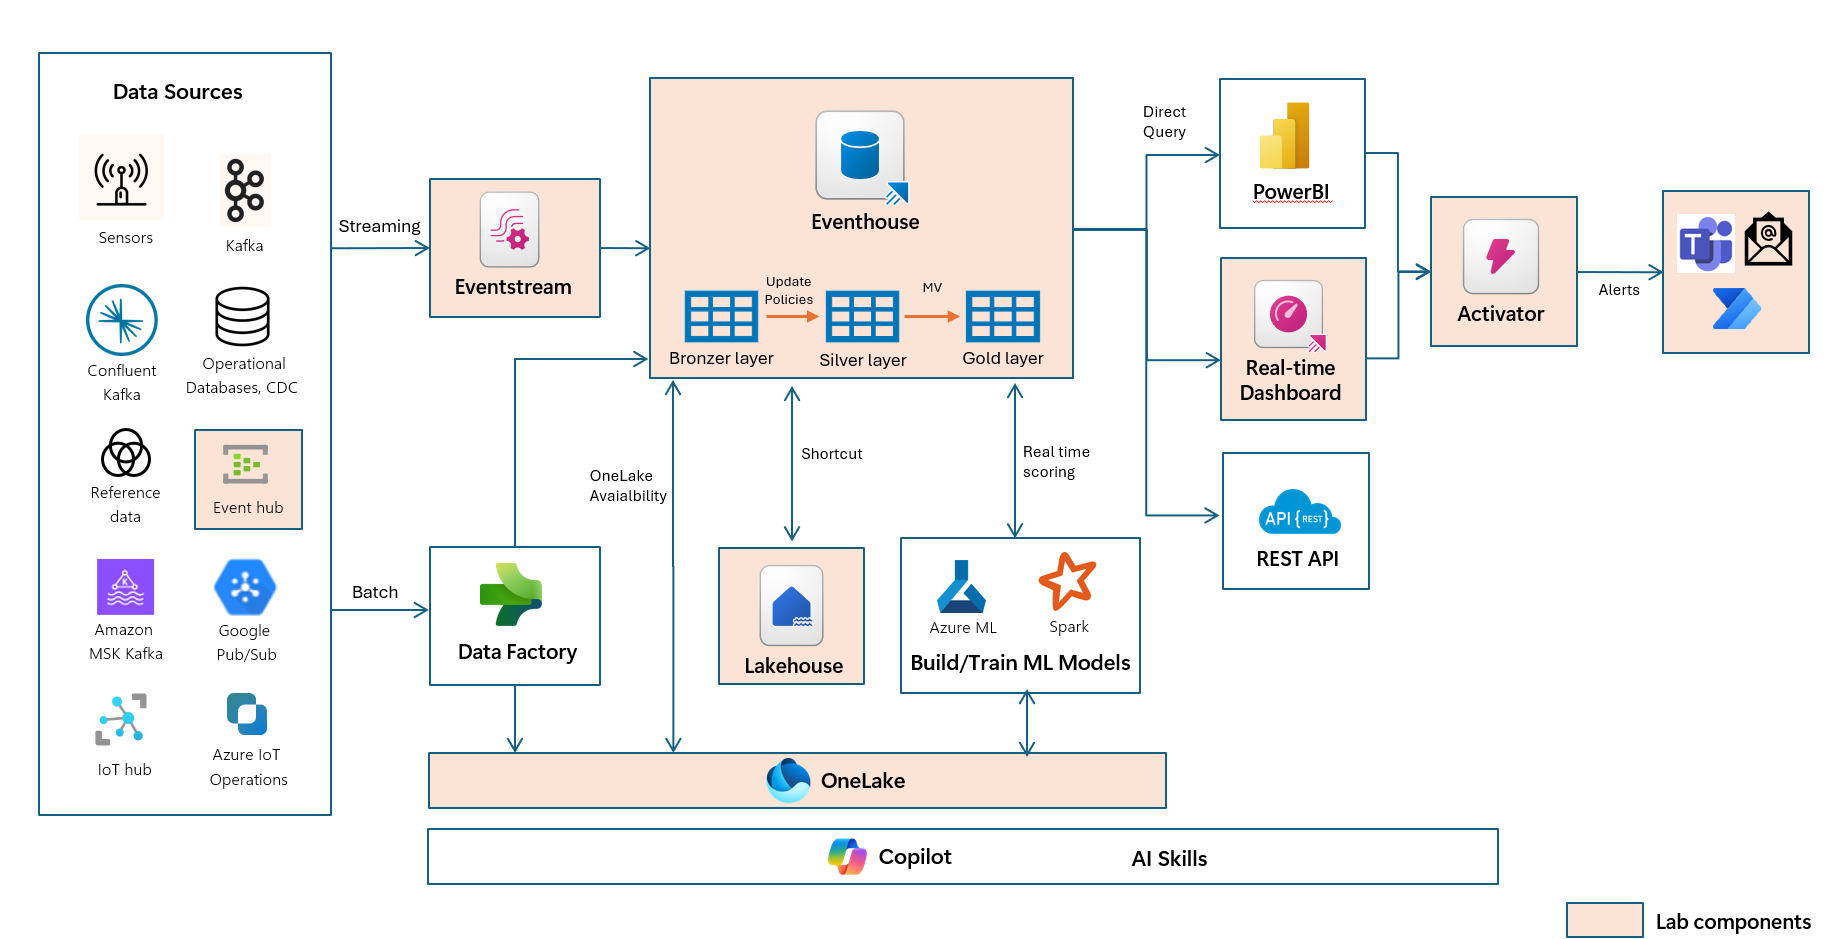 Data Sources
Sensors
Kafka
Confluent
Kafka
Operational
Databases, CDC
Reference
data
Event hub
K
Amazon
MSK Kafka
Google
Pub/Sub
IoT hub
Azure IoT
Operations
Streaming
Batch
Eventstream
Data Factory
Eventhouse
Update
Policies
MV
Bronzer layer
Silver layer
Gold layer
OneLake
Avaialbility
Shortcut
Real time
scoring
Lakehouse
Azure ML
Spark
Build/Train ML Models
OneLake
Copilot
AI Skills
Direct
Query
PowerBI
Real-time
Dashboard
API {REST}
REST API
Activator
Alerts
T
@
Lab components